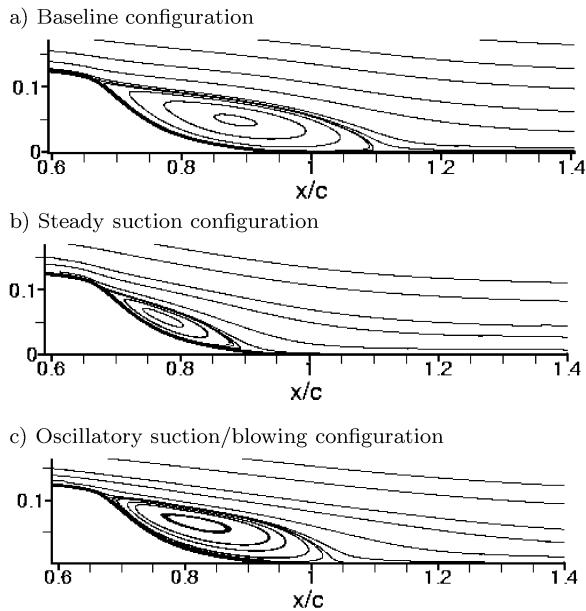 a) Baseline configuration
0.1
0
0.6 0.8 1 1.2 1.4
x/c
b) Steady suction configuration
0.1
0
0.6 0.8 1 1.2 1.4
x/c
c) Oscillatory suction/blowing configuration
0.1
0
0.6 0.8 1 1.2 1.4
x/c